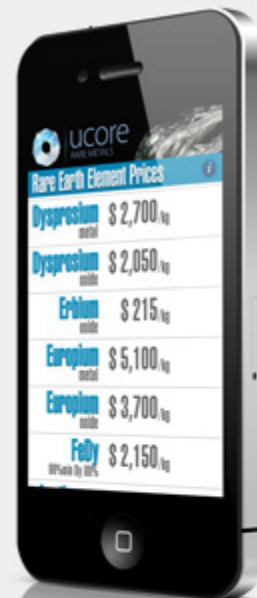 ucore
RARE METALS
Rare Earth Element Prices
Dysprosium $ 2,700/kg
metal
Dysprosium $ 2,050/kg
oxide
Erbium $ 215/kg
oxide
Europium $ 5,100/kg
metal
Europium $ 3,700/kg
oxide
FeDy $ 2,150/kg